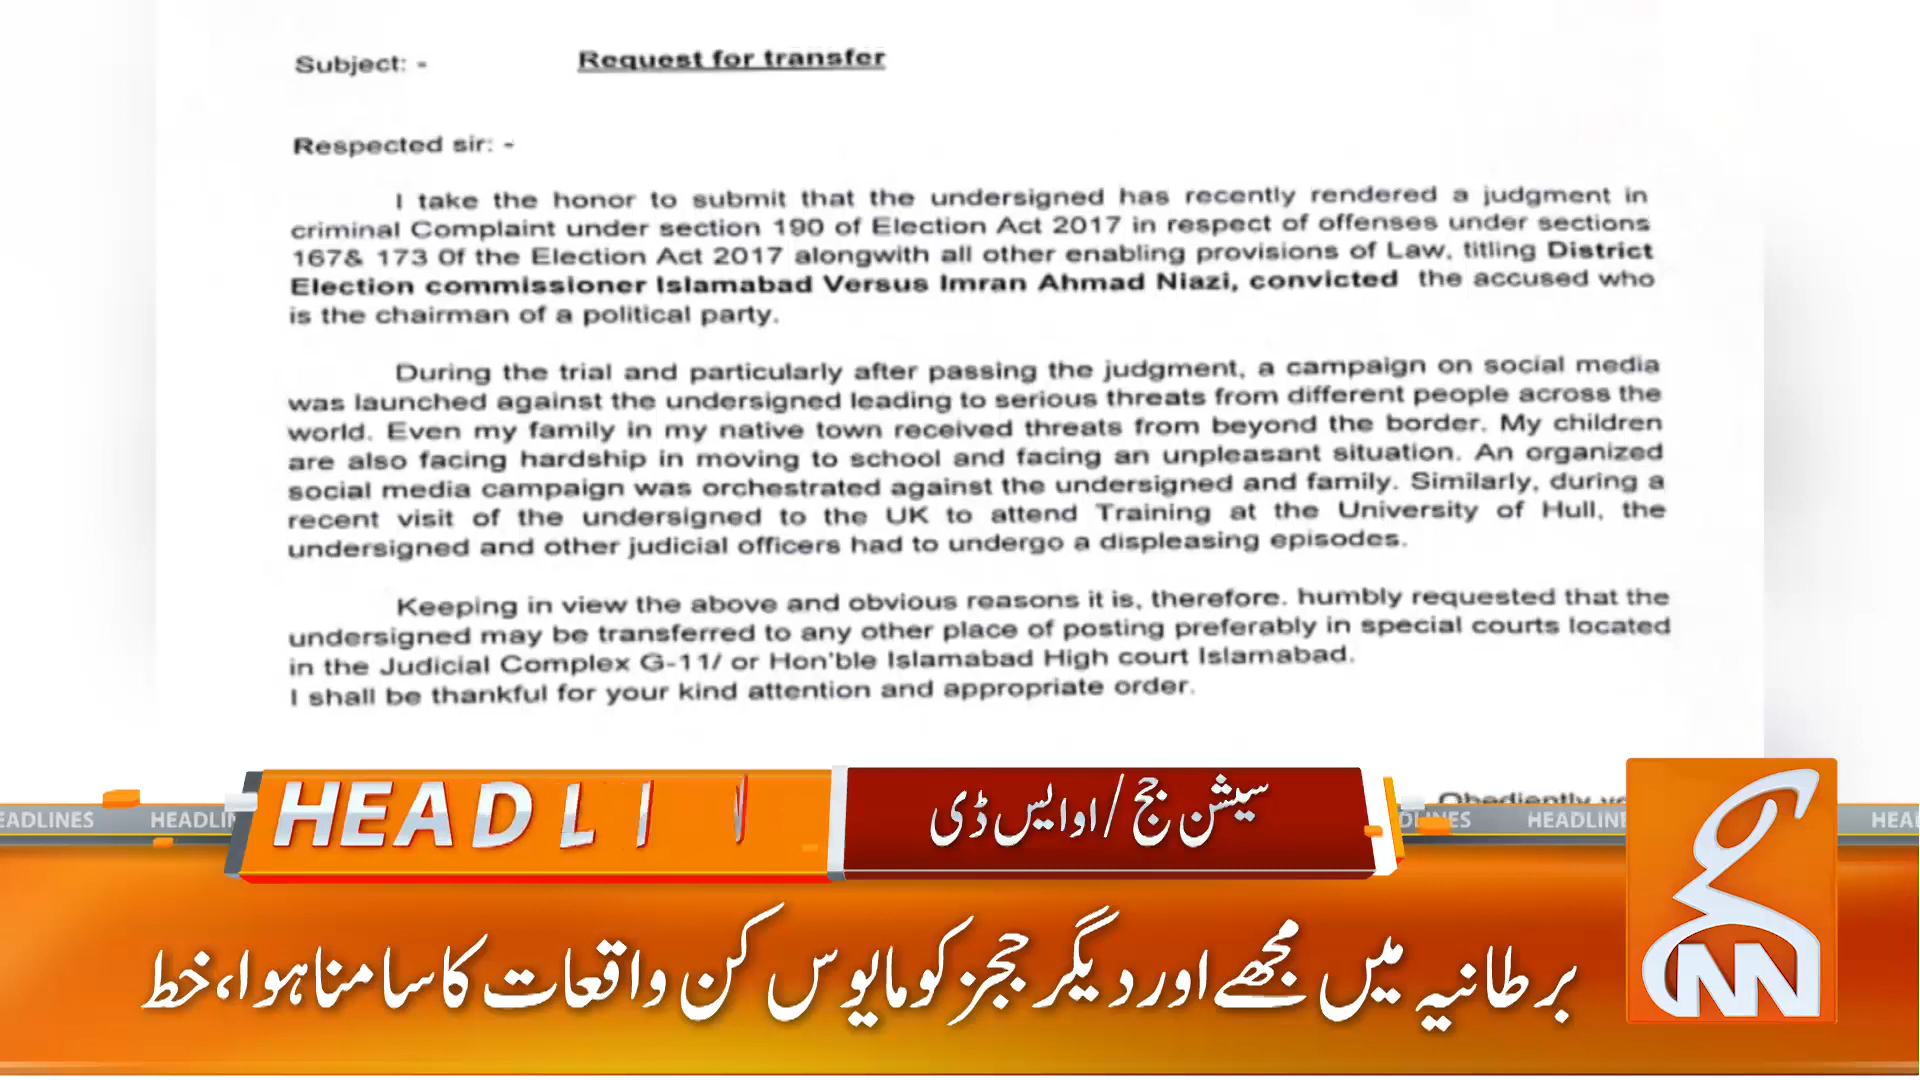 Subject: - Request for transfer
Respected sir: -
I take the honor to submit that the undersigned has recently rendered a judgment in
criminal Complaint under section 190 of Election Act 2017 in respect of offenses under sections
167& 173 Of the Election Act 2017 alongwith all other enabling provisions of Law, titling District
Election commissioner Islamabad Versus Imran Ahmad Niazi, convicted the accused who
is the chairman of a political party.
During the trial and particularly after passing the judgment, a campaign on social media
was launched against the undersigned leading to serious threats from different people across the
world. Even my family in my native town received threats from beyond the border. My children
are also facing hardship in moving to school and facing an unpleasant situation. An organized
social media campaign was orchestrated against the undersigned and family. Similarly, during a
recent visit of the undersigned to the UK to attend Training at the University of Hull, the
undersigned and other judicial officers had to undergo a displeasing episodes.
Keeping in view the above and obvious reasons it is, therefore. humbly requested that the
undersigned may be transferred to any other place of posting preferably in special courts located
in the Judicial Complex G-11/ or Hon'ble Islamabad High court Islamabad.
I shall be thankful for your kind attention and appropriate order.
Obediently
EADLINES HEADLIN HEADLI سیشن جج/اوایس ڈی DLINES HEADLINE HEAD
برطانیہ میں مجھے اور دیگر ججز کو مایوس کن واقعات کا سامنا ہوا، خط
GNN